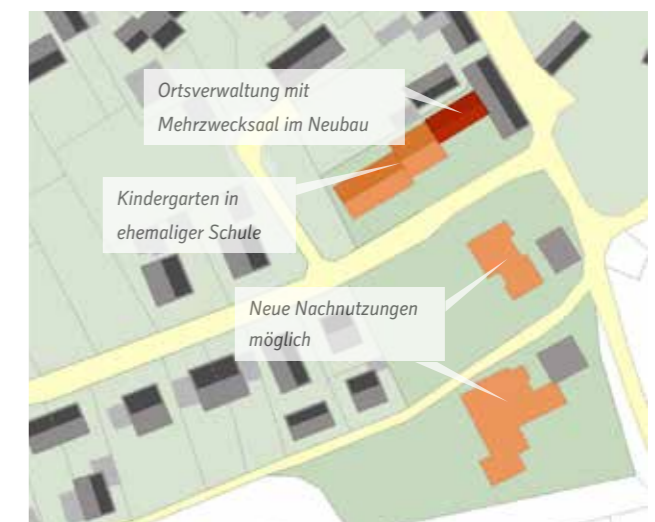 Ortsverwaltung mit
Mehrzwecksaal im Neubau
Kindergarten in
ehemaliger Schule
Neue Nachnutzungen
möglich